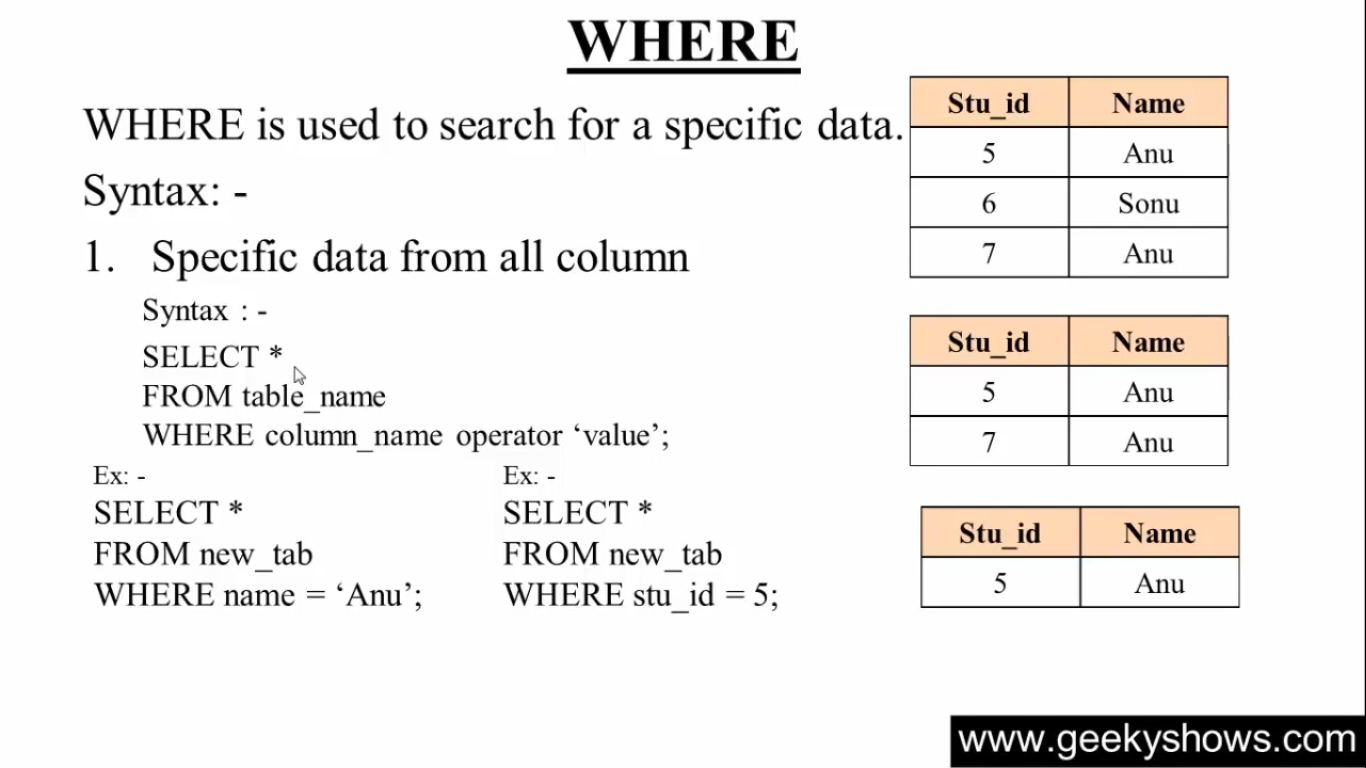 WHERE
WHERE is used to search for a specific data.
Syntax: -
1. Specific data from all column
Syntax : -
SELECT *
FROM table_name
WHERE column_name operator ‘value’;
Ex: -
SELECT *
FROM new_tab
WHERE name = ‘Anu’;
Ex: -
SELECT *
FROM new_tab
WHERE stu_id = 5;
Stu_id Name
5 Anu
6 Sonu
7 Anu
Stu_id Name
5 Anu
7 Anu
Stu_id Name
5 Anu
www.geekyshows.com